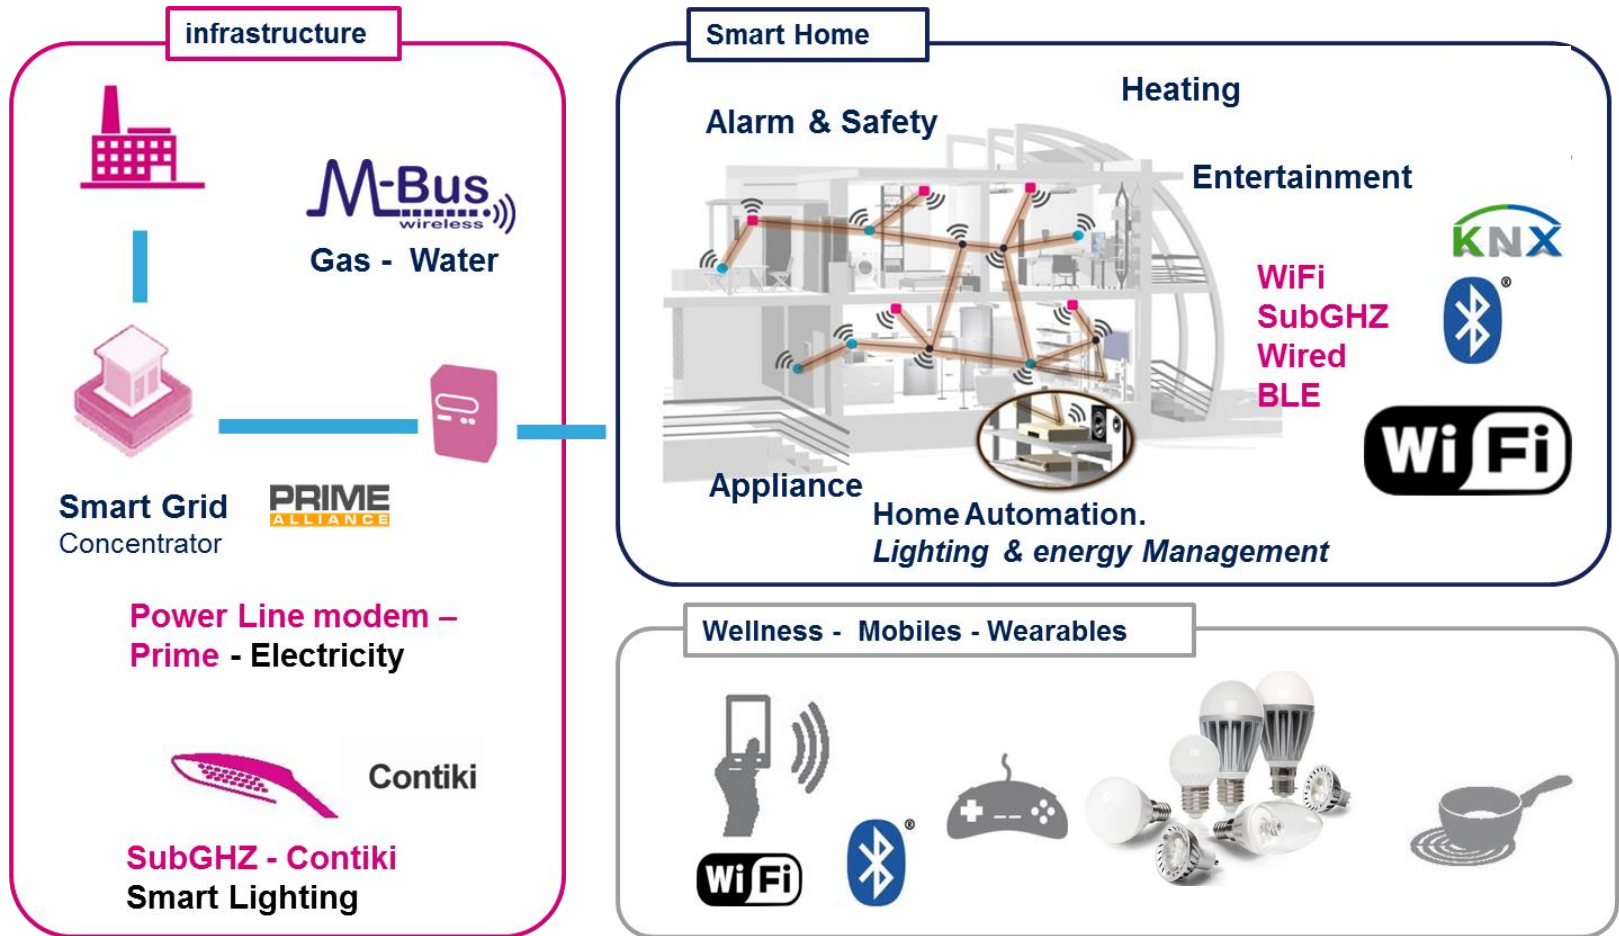 infrastructure
M-Bus
wireless
Gas - Water
Smart Grid
Concentrator
PRIME
ALLIANCE
Power Line modem –
Prime - Electricity
Contiki
SubGHZ - Contiki
Smart Lighting
Smart Home
Heating
Alarm & Safety
Entertainment
KNX
WiFi
SubGHZ
Wired
BLE
®
Wi Fi
Appliance
Home Automation.
Lighting & energy Management
Wellness - Mobiles - Wearables
Wi Fi
®